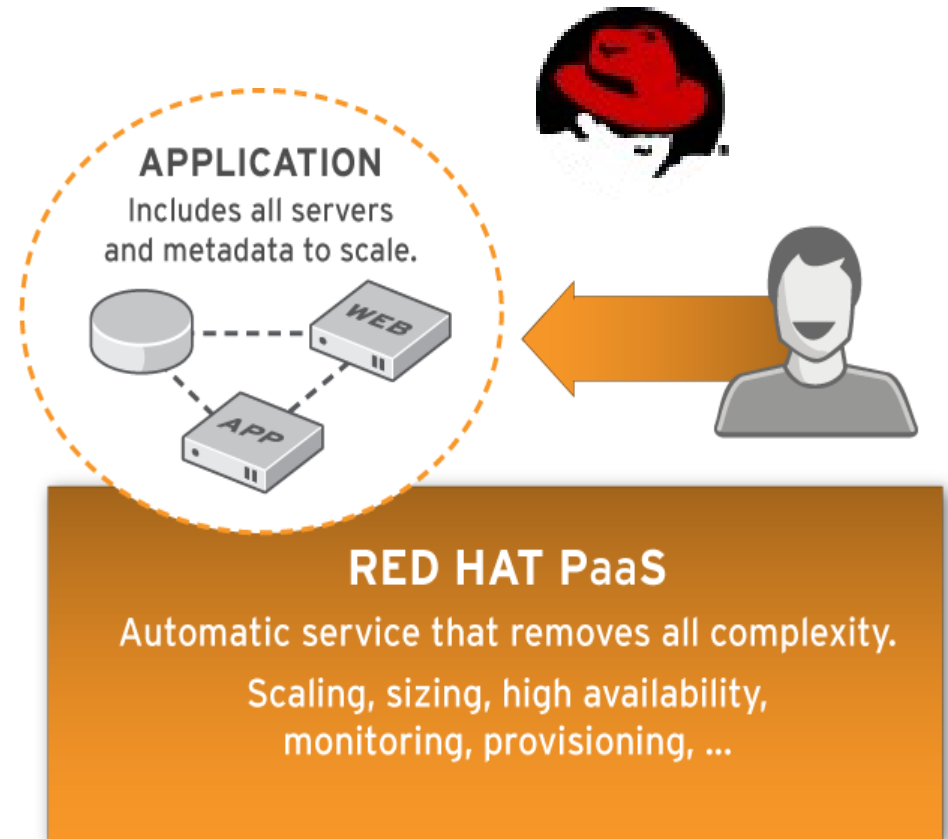 APPLICATION
Includes all servers
and metadata to scale.
WEB
APP
RED HAT PaaS
Automatic service that removes all complexity.
Scaling, sizing, high availability,
monitoring, provisioning, ...